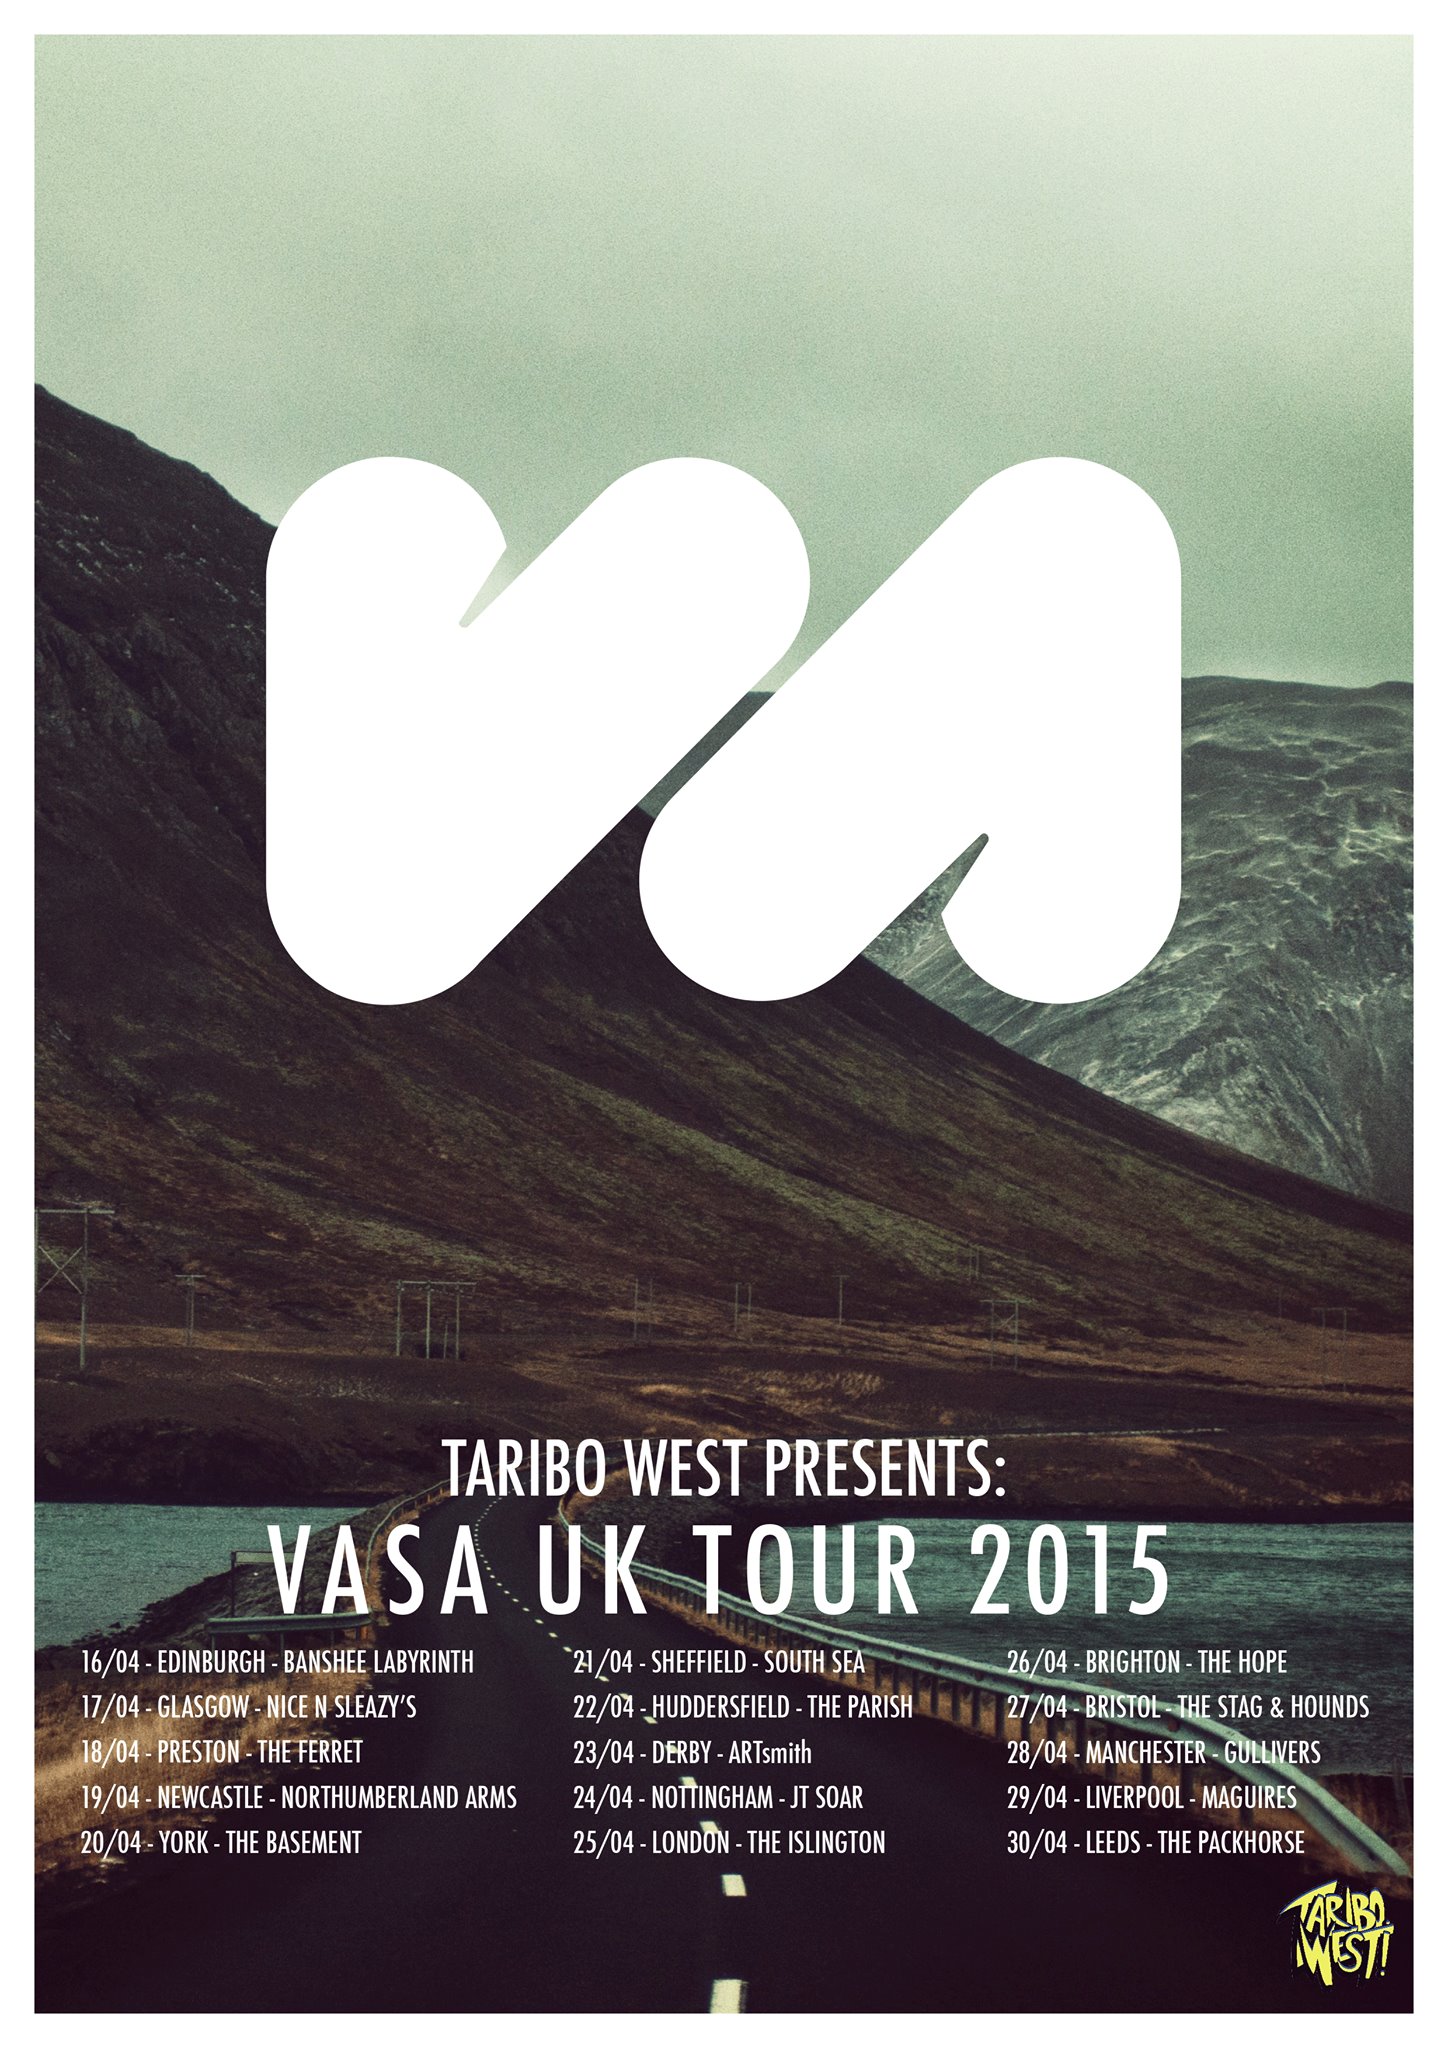 VA
TARIBO WEST PRESENTS:
VASA UK TOUR 2015
16/04 - EDINBURGH - BANSHEE LABYRINTH
17/04 - GLASGOW - NICE N SLEAZY'S
18/04 - PRESTON - THE FERRET
19/04 - NEWCASTLE - NORTHUMBERLAND ARMS
20/04 - YORK - THE BASEMENT
21/04 - SHEFFIELD - SOUTH SEA
22/04 - HUDDERSFIELD - THE PARISH
23/04 - DERBY - ARTsmith
24/04 - NOTTINGHAM - JT SOAR
25/04 - LONDON - THE ISLINGTON
26/04 - BRIGHTON - THE HOPE
27/04 - BRISTOL - THE STAG & HOUNDS
28/04 - MANCHESTER - GULLIVERS
29/04 - LIVERPOOL - MAGUIRES
30/04 - LEEDS - THE PACKHORSE
TARIBO
WEST!